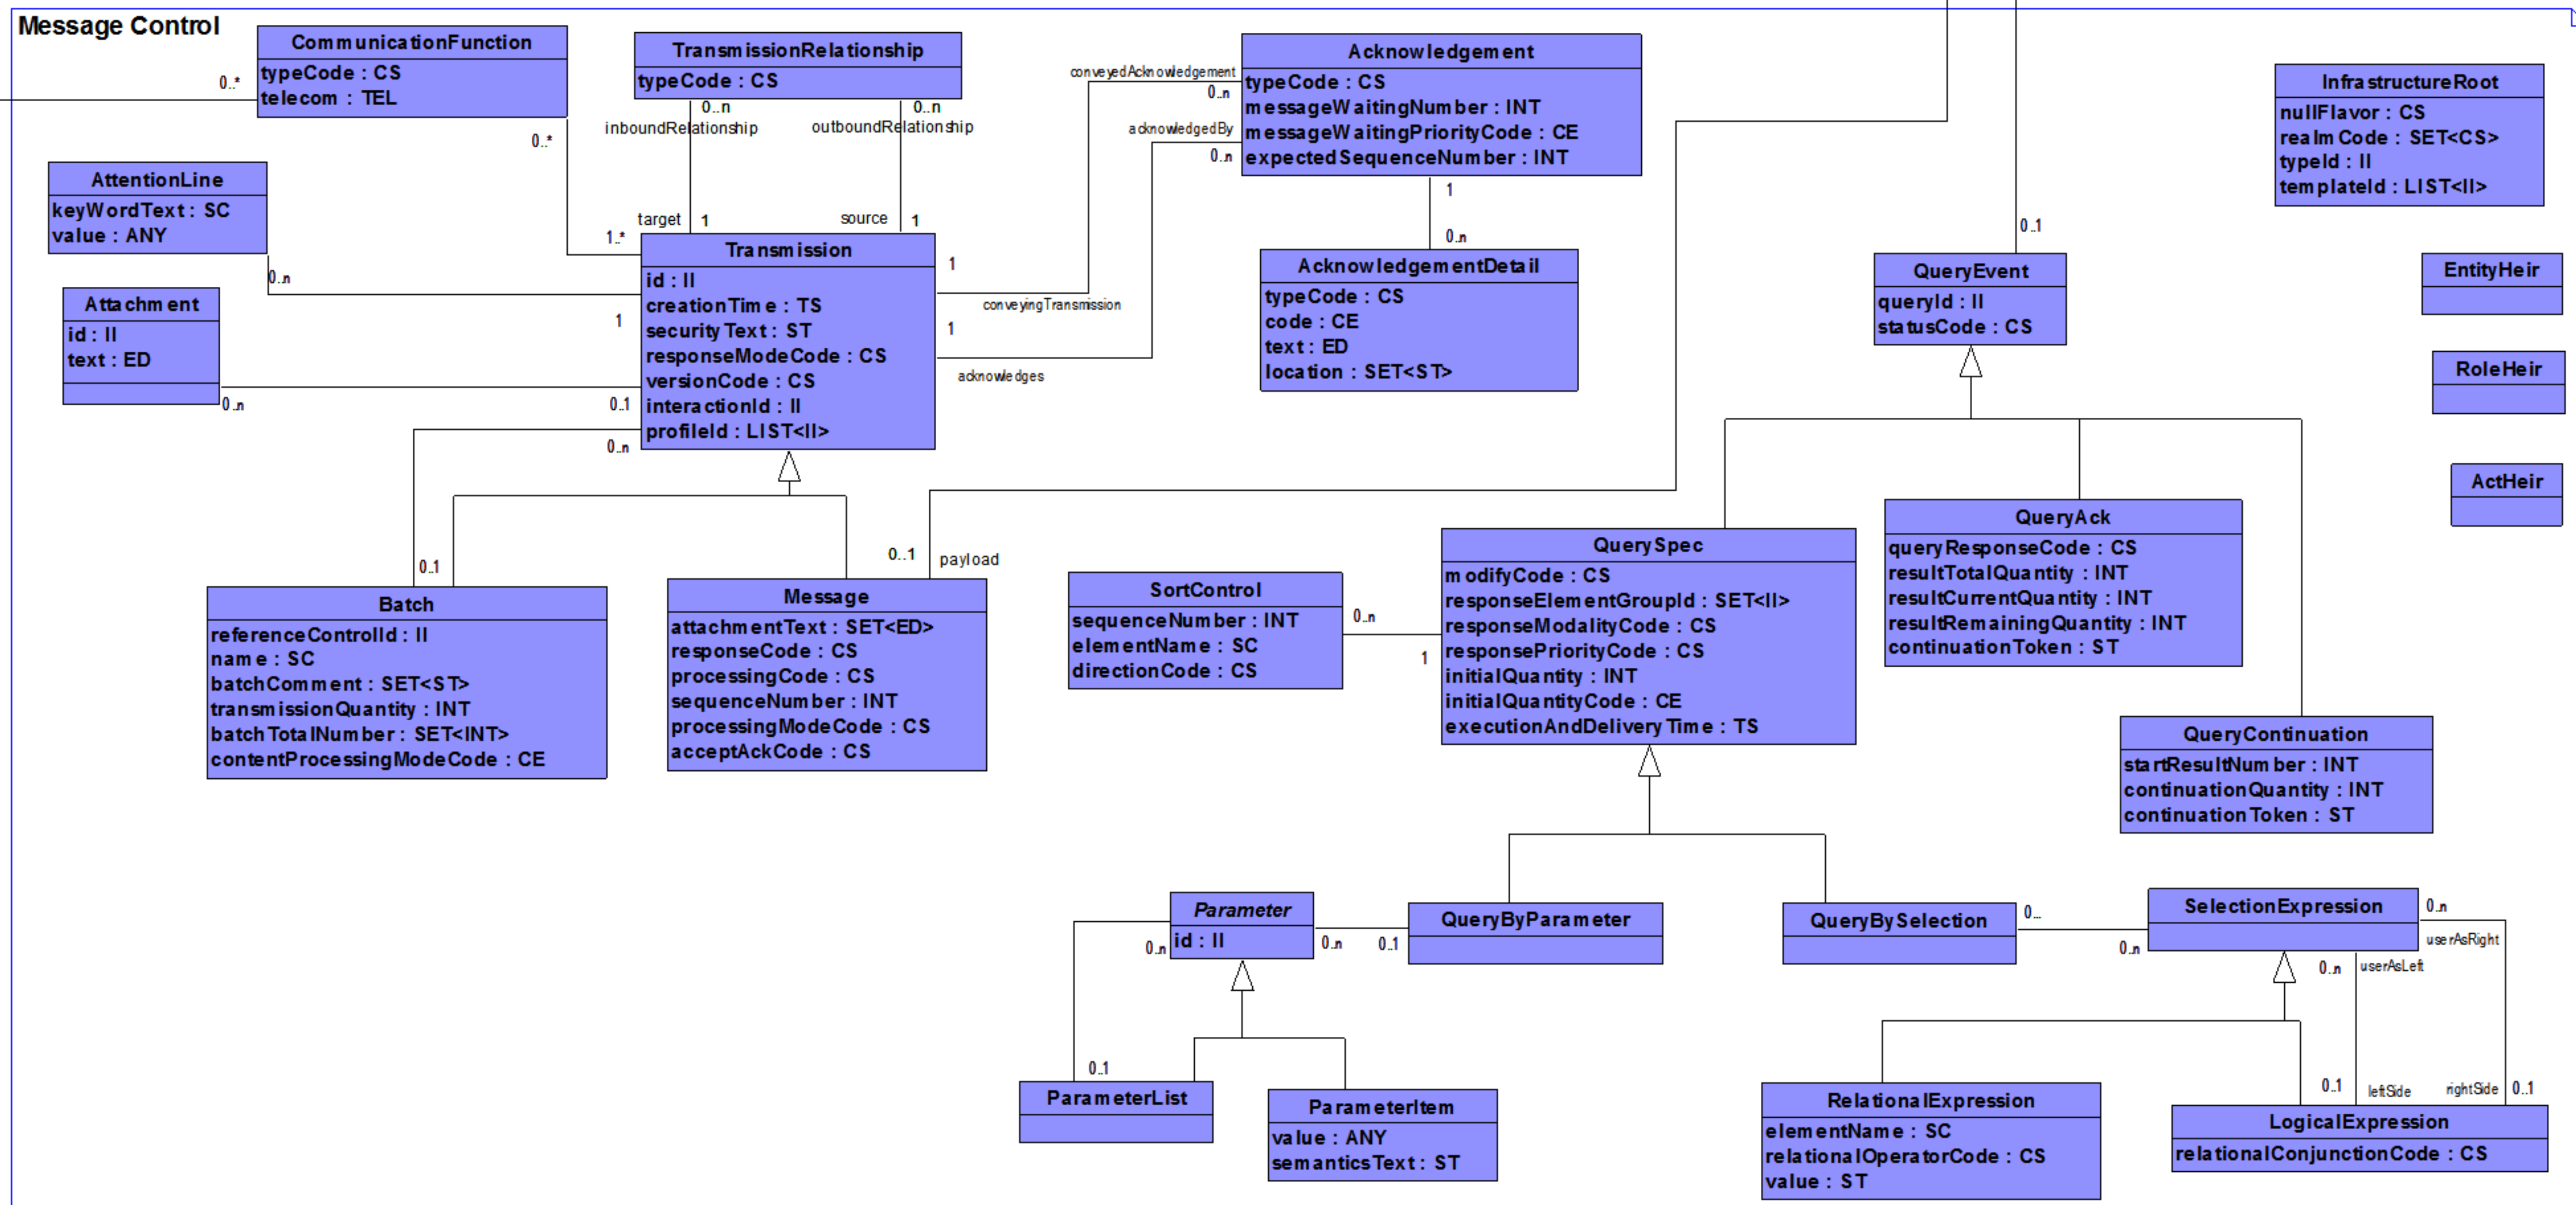 Message Control
CommunicationFunction
typeCode : CS
telecom : TEL
0..*
0..*
TransmissionRelationship
typeCode : CS
0..n
inboundRelationship
0..n
outboundRelationship
target
1
source
1
1..*
conveyedAcknowledgement
0..n
acknowledgedBy
0..n
Acknowledgement
typeCode : CS
messageWaitingNumber : INT
messageWaitingPriorityCode : CE
expectedSequenceNumber : INT
1
0..n
AcknowledgementDetail
typeCode : CS
code : CE
text : ED
location : SET<ST>
InfrastructureRoot
nullFlavor : CS
realmCode : SET<CS>
typeId : II
templateId : LIST<II>
AttentionLine
keyWordText : SC
value : ANY
0..n
1
Attachment
id : II
text : ED
0..n
0..1
Transmission
id : II
creationTime : TS
securityText : ST
responseModeCode : CS
versionCode : CS
interactionId : II
profileId : LIST<II>
1
conveyingTransmission
1
acknowledges
0..n
0..1
0..1
QueryEvent
queryId : II
statusCode : CS
EntityHeir
RoleHeir
ActHeir
Batch
referenceControlId : II
name : SC
batchComment : SET<ST>
transmissionQuantity : INT
batchTotalNumber : SET<INT>
contentProcessingModeCode : CE
0..1
payload
Message
attachmentText : SET<ED>
responseCode : CS
processingCode : CS
sequenceNumber : INT
processingModeCode : CS
acceptAckCode : CS
SortControl
sequenceNumber : INT
elementName : SC
directionCode : CS
0..n
1
QuerySpec
modifyCode : CS
responseElementGroupId : SET<II>
responseModalityCode : CS
responsePriorityCode : CS
initialQuantity : INT
initialQuantityCode : CE
executionAndDeliveryTime : TS
QueryAck
queryResponseCode : CS
resultTotalQuantity : INT
resultCurrentQuantity : INT
resultRemainingQuantity : INT
continuationToken : ST
QueryContinuation
startResultNumber : INT
continuationQuantity : INT
continuationToken : ST
Parameter
id : II
0..n
0..n
0..1
QueryByParameter
QueryBySelection
0...
0..n
SelectionExpression
0..n
userAsRight
0..n
userAsLeft
0..1
ParameterList
ParameterItem
value : ANY
semanticsText : ST
RelationalExpression
elementName : SC
relationalOperatorCode : CS
value : ST
0..1
leftSide
rightSide
0..1
LogicalExpression
relationalConjunctionCode : CS